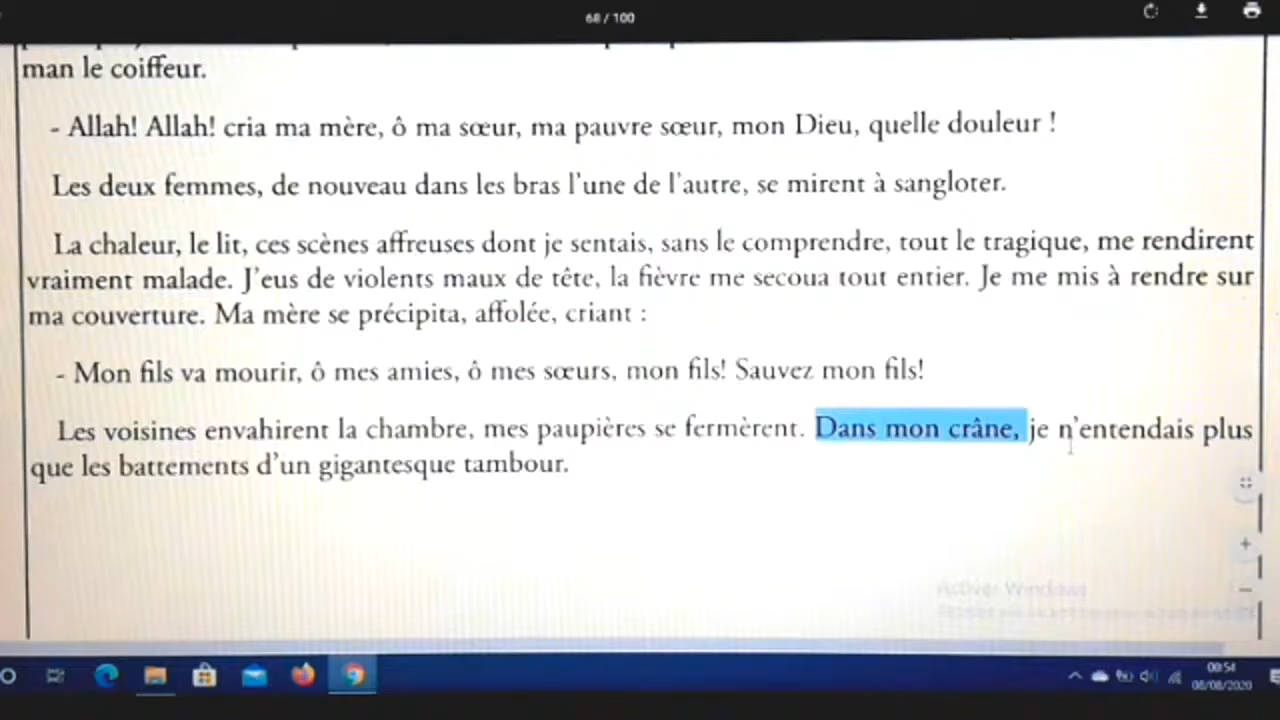 68 / 100
man le coiffeur.
- Allah! Allah! cria ma mère, ô ma sœur, ma pauvre sœur, mon Dieu, quelle douleur !
Les deux femmes, de nouveau dans les bras l'une de l'autre, se mirent à sangloter.
La chaleur, le lit, ces scènes affreuses dont je sentais, sans le comprendre, tout le tragique, me rendirent
vraiment malade. J'eus de violents maux de tête, la fièvre me secoua tout entier. Je me mis à rendre sur
ma couverture. Ma mère se précipita, affolée, criant :
- Mon fils va mourir, ô mes amies, ô mes sœurs, mon fils! Sauvez mon fils!
Les voisines envahirent la chambre, mes paupières se fermèrent. Dans mon crâne, je n'entendais plus
que les battements d'un gigantesque tambour.
Activer Windows
00:54
08/08/2020